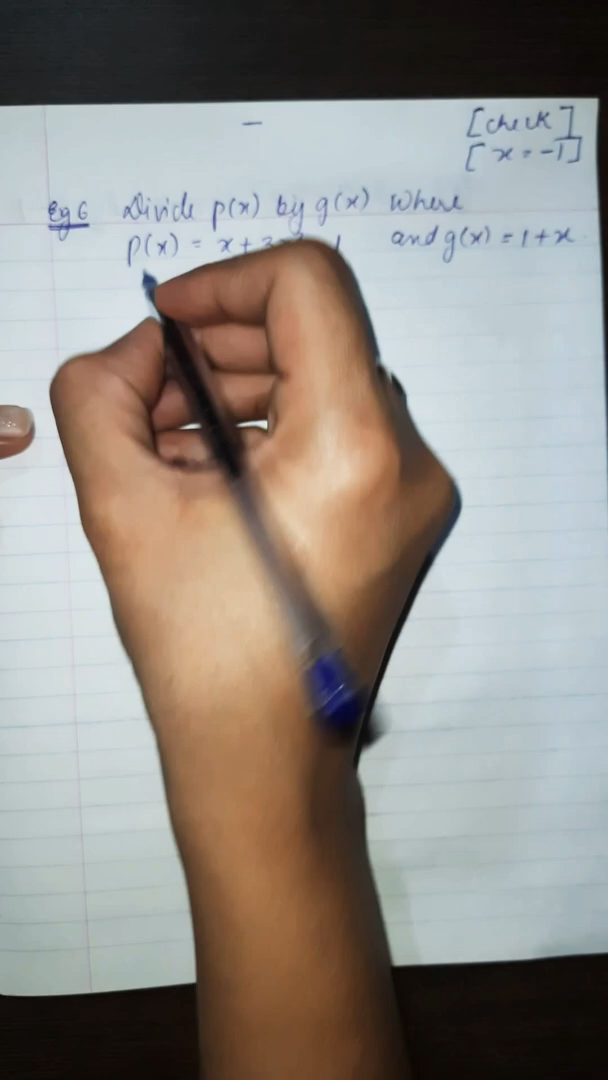 [check]
[x = -1]
Eg 6 Divide p(x) by g(x) where
p(x) = x + 3 and g(x) = 1 + x